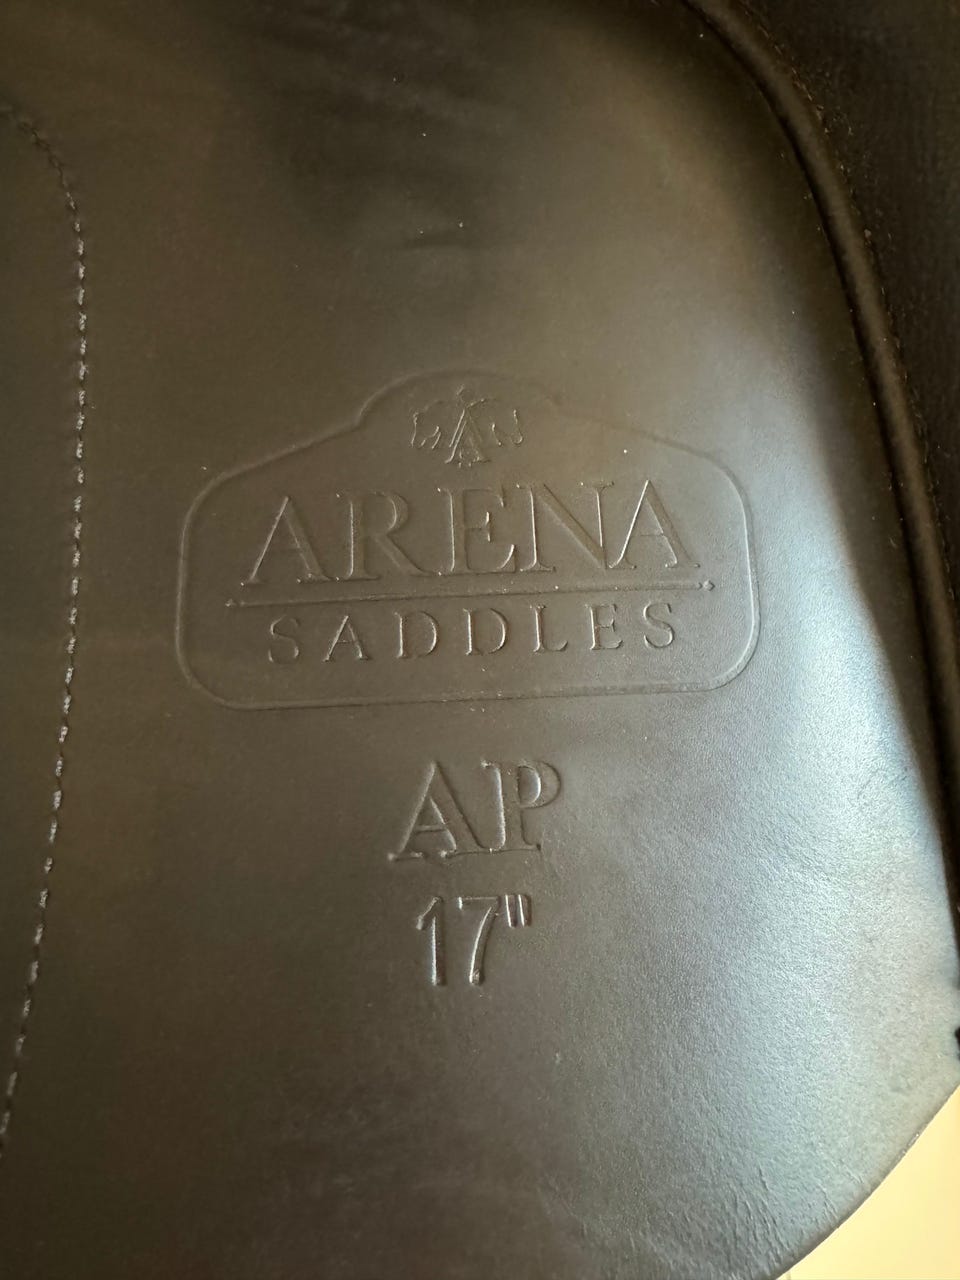 ARENA
SADDLES
AP
17"